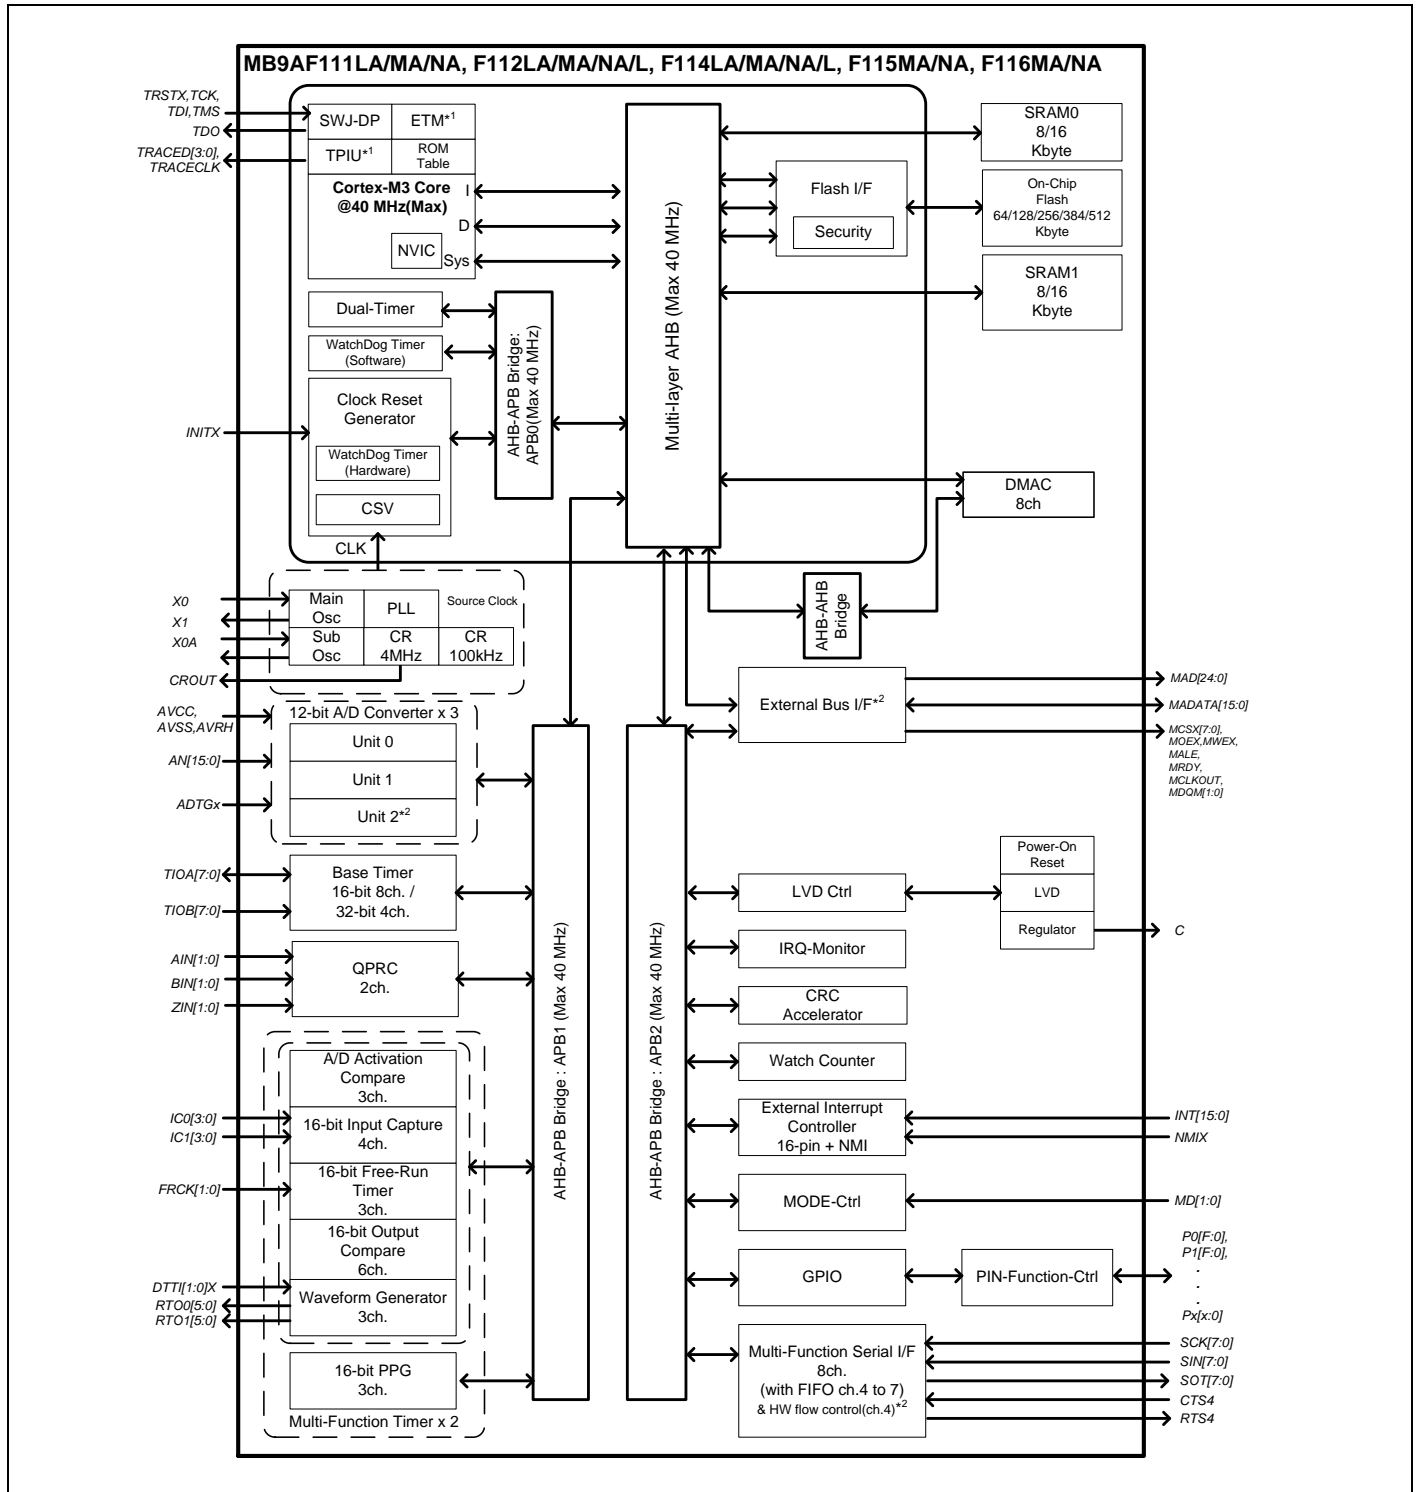 MB9AF111LA/MA/NA, F112LA/MA/NA/L, F114LA/MA/NA/L, F115MA/NA, F116MA/NA
TRSTX,TCK,
TDI,TMS
TDO
TRACED[3:0],
TRACECLK
SWJ-DP
ETM*1
TPIU*1
ROM
Table
Cortex-M3 Core
@40 MHz(Max)
I
D
NVIC
Sys
Multi-layer AHB (Max 40 MHz)
Flash I/F
Security
SRAM0
8/16
Kbyte
On-Chip
Flash
64/128/256/384/512
Kbyte
SRAM1
8/16
Kbyte
Dual-Timer
WatchDog Timer
(Software)
INITX
Clock Reset
Generator
WatchDog Timer
(Hardware)
CSV
CLK
AHB-APB Bridge:
APB0(Max 40 MHz)
DMAC
8ch
AHB-AHB
Bridge
X0
X1
X0A
CROUT
Main
Osc
PLL
Source Clock
Sub
Osc
CR
4MHz
CR
100kHz
AVCC,
AVSS,AVRH
AN[15:0]
ADTGx
12-bit A/D Converter x 3
Unit 0
Unit 1
Unit 2*2
External Bus I/F*2
MAD[24:0]
MADATA[15:0]
MCSX[7:0],
MOEX,MWEX,
MALE,
MRDY,
MCLKOUT,
MDQM[1:0]
TIOA[7:0]
TIOB[7:0]
Base Timer
16-bit 8ch. /
32-bit 4ch.
AIN[1:0]
BIN[1:0]
ZIN[1:0]
QPRC
2ch.
AHB-APB Bridge : APB1 (Max 40 MHz)
AHB-APB Bridge : APB2 (Max 40 MHz)
LVD Ctrl
Power-On
Reset
LVD
Regulator
C
IRQ-Monitor
CRC
Accelerator
Watch Counter
External Interrupt
Controller
16-pin + NMI
INT[15:0]
NMIX
MODE-Ctrl
MD[1:0]
GPIO
PIN-Function-Ctrl
P0[F:0],
P1[F:0],
.
.
.
Px[x:0]
IC0[3:0]
IC1[3:0]
FRCK[1:0]
DTTI[1:0]X
RTO0[5:0]
RTO1[5:0]
A/D Activation
Compare
3ch.
16-bit Input Capture
4ch.
16-bit Free-Run
Timer
3ch.
16-bit Output
Compare
6ch.
Waveform Generator
3ch.
16-bit PPG
3ch.
Multi-Function Timer x 2
Multi-Function Serial I/F
8ch.
(with FIFO ch.4 to 7)
& HW flow control(ch.4)*2
SCK[7:0]
SIN[7:0]
SOT[7:0]
CTS4
RTS4